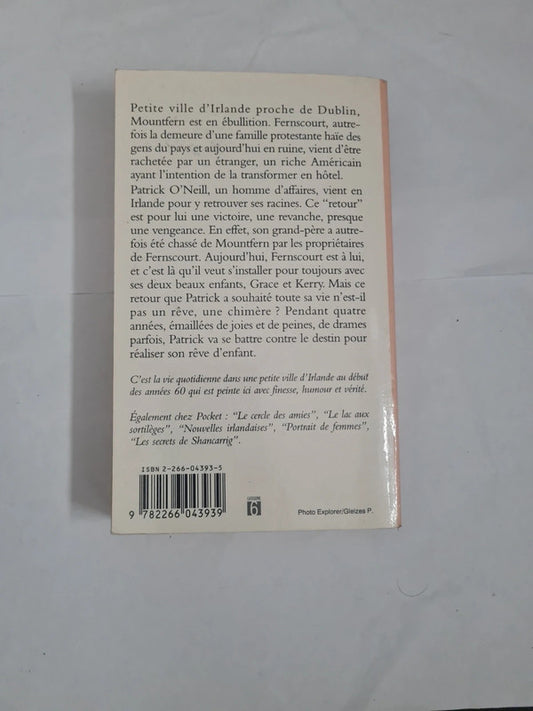 Petite ville d'Irlande proche de Dublin,
Mountfern est en ébullition. Fernscourt, autre-
fois la demeure d'une famille protestante haïe des
gens du pays et aujourd'hui en ruine, vient d'être
rachetée par un étranger, un riche Américain
ayant l'intention de la transformer en hôtel.
Patrick O'Neill, un homme d'affaires, vient en
Irlande pour y retrouver ses racines. Ce "retour"
est pour lui une victoire, une revanche, presque
une vengeance. En effet, son grand-père a autre-
fois été chassé de Mountfern par les propriétaires
de Fernscourt. Aujourd'hui, Fernscourt est à lui,
et c'est là qu'il veut s'installer pour toujours avec
ses deux beaux enfants, Grace et Kerry. Mais ce
retour que Patrick a souhaité toute sa vie n'est-il
pas un rêve, une chimère ? Pendant quatre
années, émaillées de joies et de peines, de drames
parfois, Patrick va se battre contre le destin pour
réaliser son rêve d'enfant.
C'est la vie quotidienne dans une petite ville d'Irlande au début
des années 60 qui est peinte ici avec finesse, humour et vérité.
Également chez Pocket : "Le cercle des amies", "Le lac aux
sortilèges", "Nouvelles irlandaises", "Portrait de femmes",
"Les secrets de Shancarrig".
ISBN 2-266-04393-5
9 782266 043939
CATÉGORIE
6
Photo Explorer/Gleizes P.